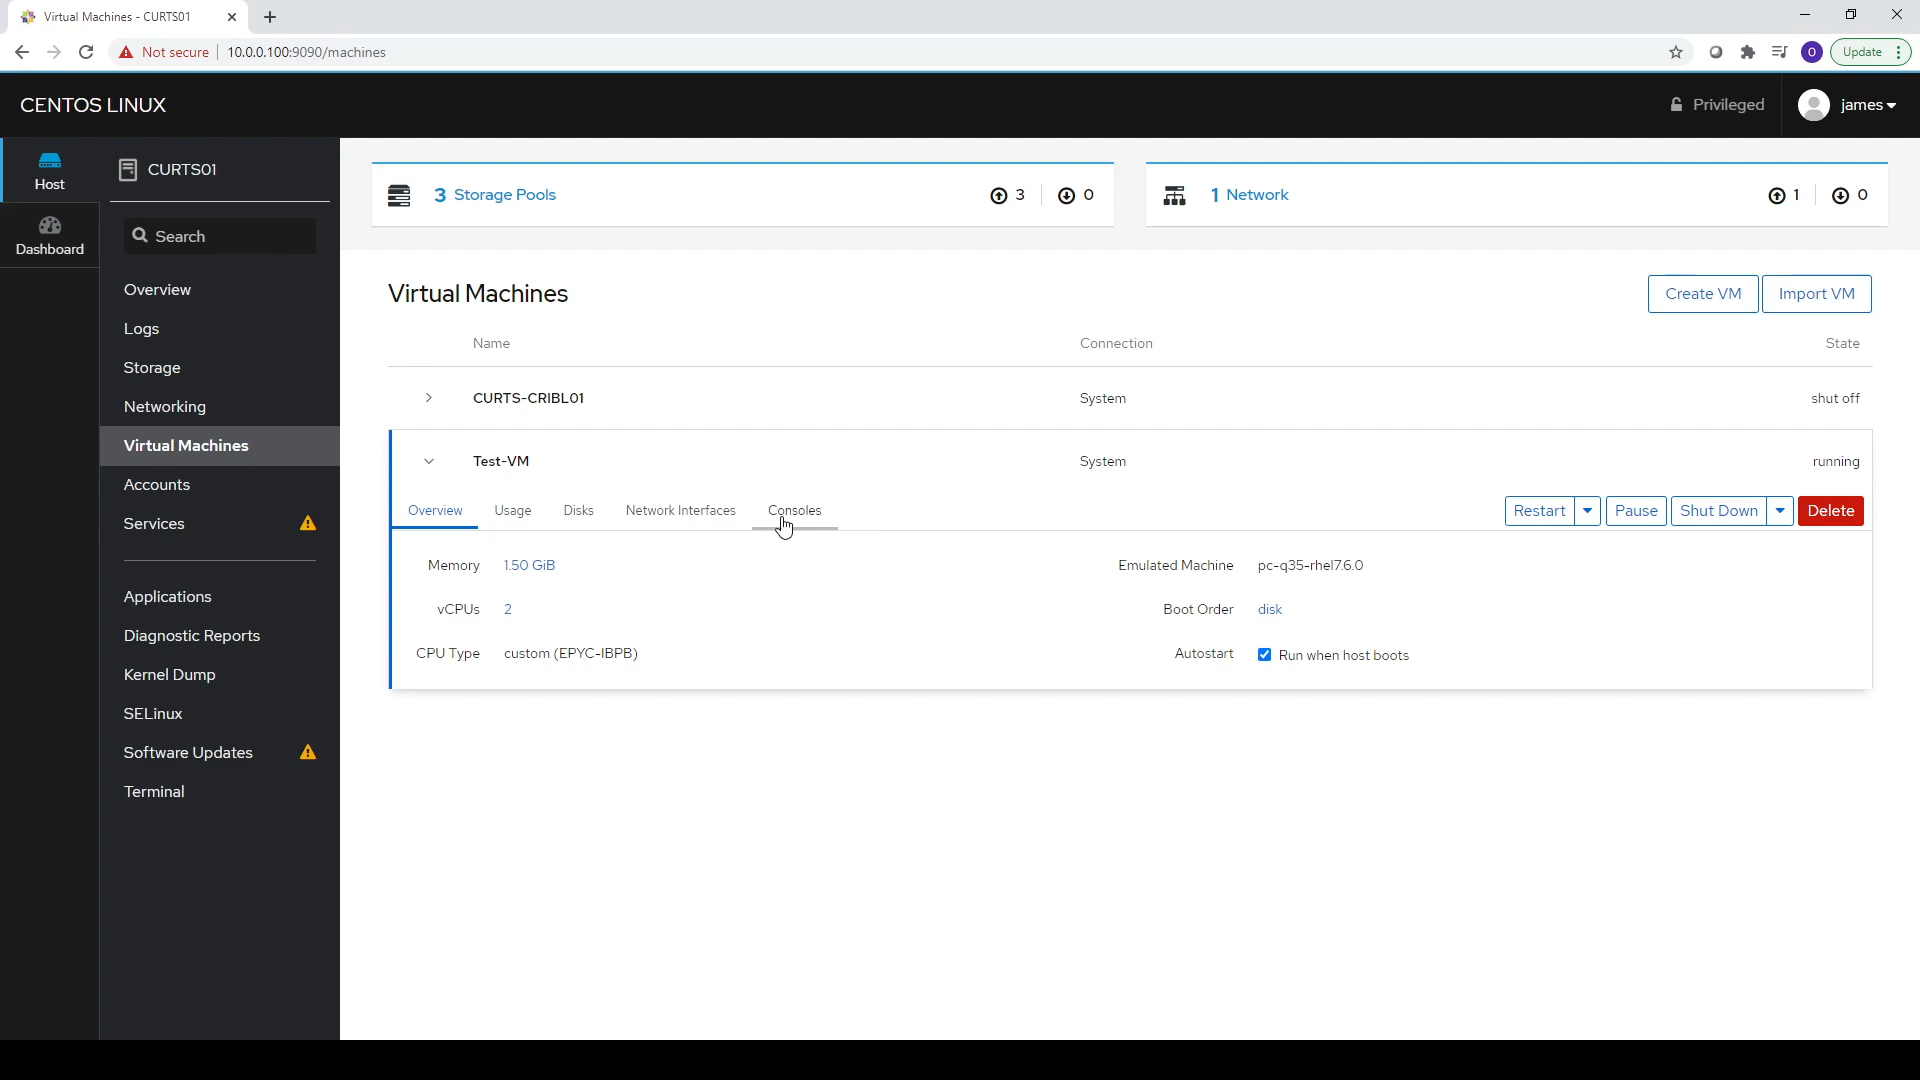 Virtual Machines - CURTS01
Not secure 10.0.0.100:9090/machines
O
Update
CENTOS LINUX
Privileged
james
Host
Dashboard
CURTS01
Search
Overview
Logs
Storage
Networking
Virtual Machines
Accounts
Services
Applications
Diagnostic Reports
Kernel Dump
SELinux
Software Updates
Terminal
3 Storage Pools 3 0
1 Network 1 0
Virtual Machines
Create VM Import VM
Name Connection State
CURTS-CRIBL01 System shut off
Test-VM System running
Overview Usage Disks Network Interfaces Consoles
Restart Pause Shut Down Delete
Memory 1.50 GiB
vCPUs 2
CPU Type custom (EPYC-IBPB)
Emulated Machine pc-q35-rhel7.6.0
Boot Order disk
Autostart Run when host boots